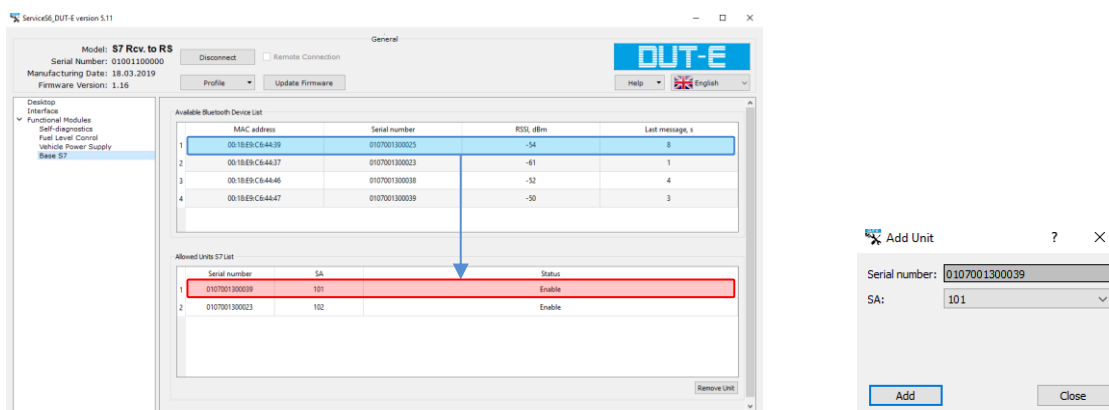 ServiceS6_DUT-E version 5.11
General
Model: S7 Rcv. to RS
Serial Number: 01001100000
Manufacturing Date: 18.03.2019
Firmware Version: 1.16
Disconnect Remote Connection
Profile Update Firmware
DUT-E
Help English
Desktop
Interface
Functional Modules
Self-diagnostics
Fuel Level Conrol
Vehicle Power Supply
Base S7
Available Bluetooth Device List
MAC address Serial number RSSI, dBm Last message, s
1 00:18:E9:C6:44:39 0107001300025 -54 8
2 00:18:E9:C6:44:37 0107001300023 -61 1
3 00:18:E9:C6:44:46 0107001300038 -52 4
4 00:18:E9:C6:44:47 0107001300039 -50 3
Allowed Units S7 List
Serial number SA Status
1 0107001300039 101 Enable
2 0107001300023 102 Enable
Remove Unit
Add Unit ?
Serial number: 0107001300039
SA: 101
Add Close